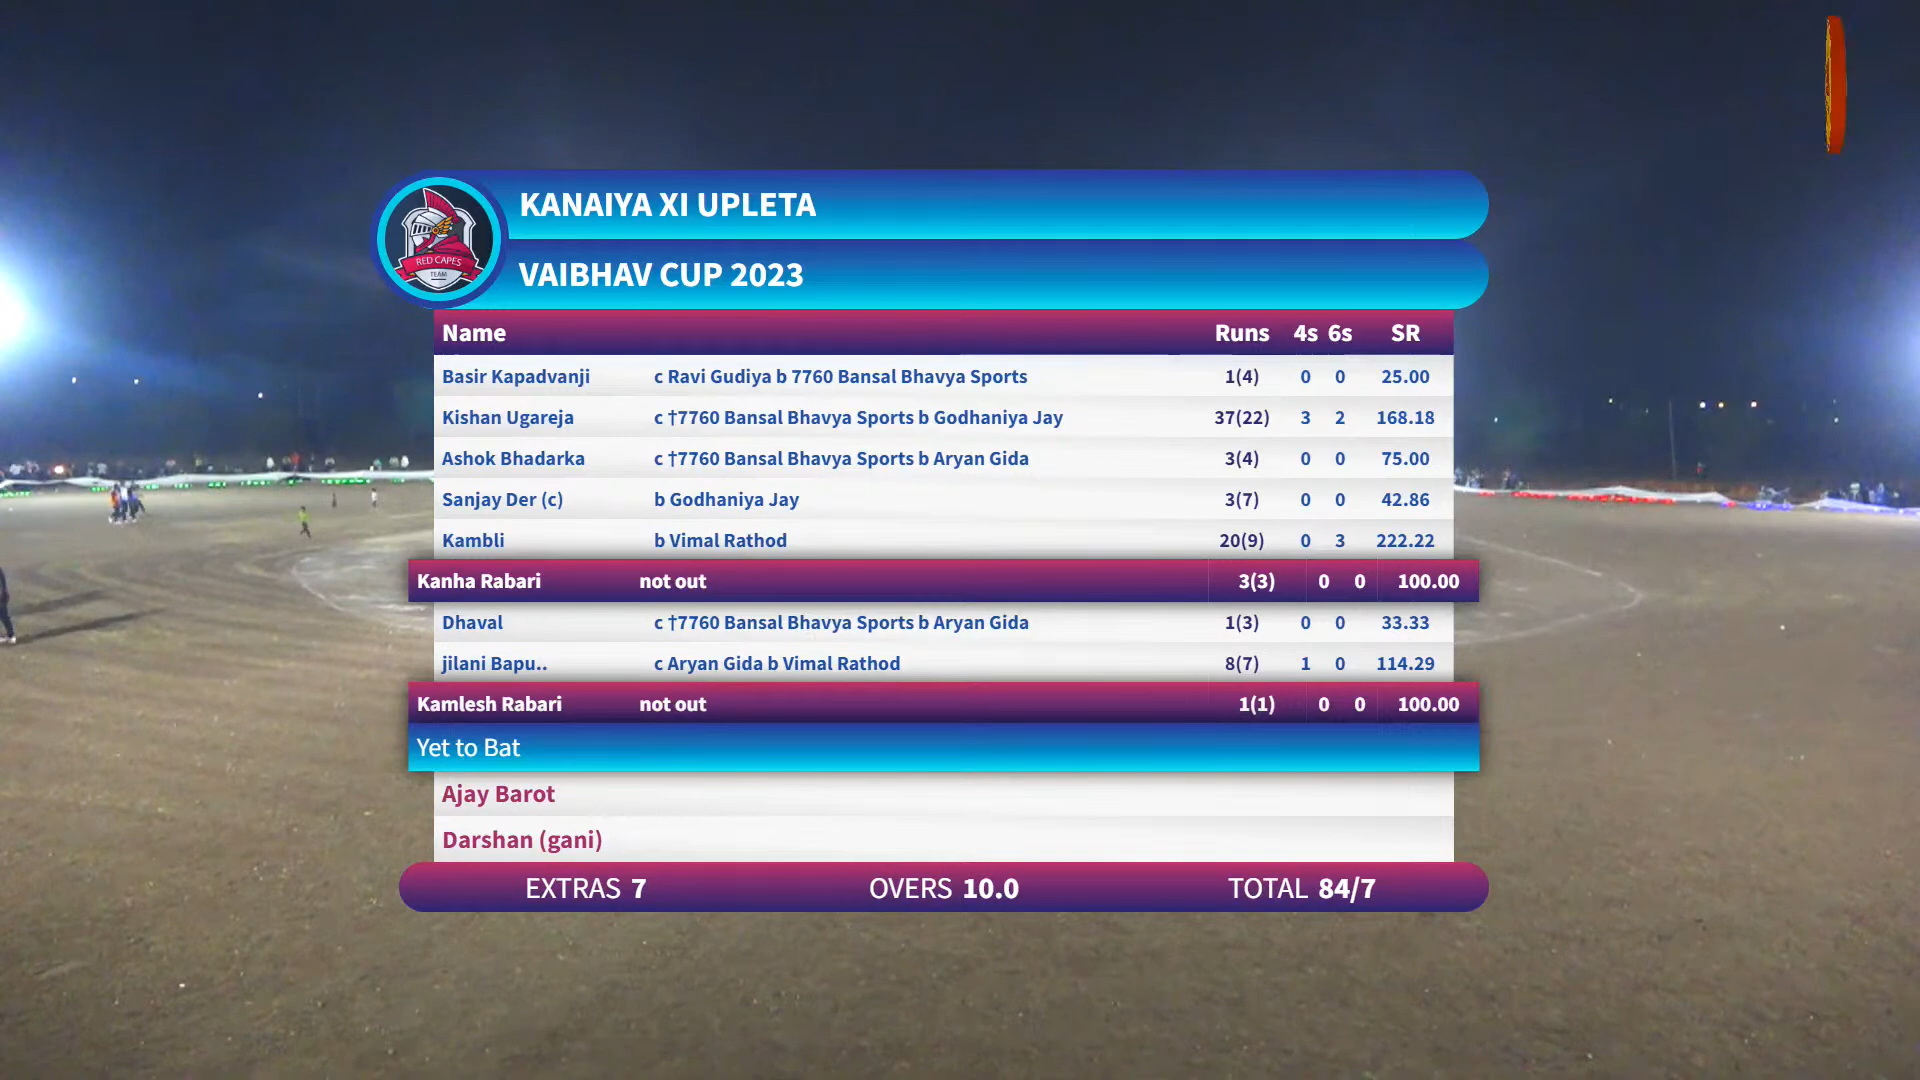 KANAIYA XI UPLETA
VAIBHAV CUP 2023
RED CAPES
TEAM
Name Runs 4s 6s SR
Basir Kapadvanji c Ravi Gudiya b 7760 Bansal Bhavya Sports 1(4) 0 0 25.00
Kishan Ugareja c †7760 Bansal Bhavya Sports b Godhaniya Jay 37(22) 3 2 168.18
Ashok Bhadarka c †7760 Bansal Bhavya Sports b Aryan Gida 3(4) 0 0 75.00
Sanjay Der (c) b Godhaniya Jay 3(7) 0 0 42.86
Kambli b Vimal Rathod 20(9) 0 3 222.22
Kanha Rabari not out 3(3) 0 0 100.00
Dhaval c †7760 Bansal Bhavya Sports b Aryan Gida 1(3) 0 0 33.33
jilani Bapu.. c Aryan Gida b Vimal Rathod 8(7) 1 0 114.29
Kamlesh Rabari not out 1(1) 0 0 100.00
Yet to Bat
Ajay Barot
Darshan (gani)
EXTRAS 7 OVERS 10.0 TOTAL 84/7